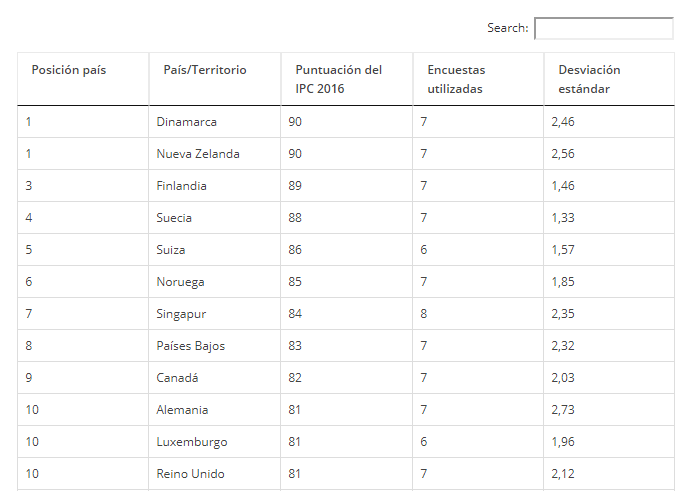 Search:
Posición país País/Territorio Puntuación del IPC 2016 Encuestas utilizadas Desviación estándar
1 Dinamarca 90 7 2,46
1 Nueva Zelanda 90 7 2,56
3 Finlandia 89 7 1,46
4 Suecia 88 7 1,33
5 Suiza 86 6 1,57
6 Noruega 85 7 1,85
7 Singapur 84 8 2,35
8 Países Bajos 83 7 2,32
9 Canadá 82 7 2,03
10 Alemania 81 7 2,73
10 Luxemburgo 81 6 1,96
10 Reino Unido 81 7 2,12